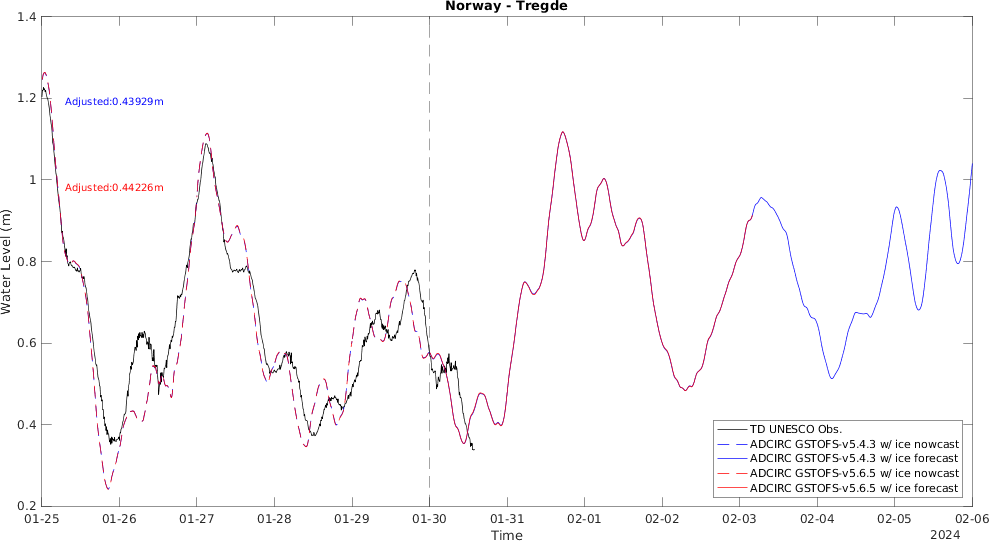 Norway - Tregde
1.4
1.2
1
0.8
0.6
0.4
0.2
Water Level (m)
Adjusted:0.43929m
Adjusted:0.44226m
TD UNESCO Obs.
ADCIRC GSTOFS-v5.4.3 w/ ice nowcast
ADCIRC GSTOFS-v5.4.3 w/ ice forecast
ADCIRC GSTOFS-v5.6.5 w/ ice nowcast
ADCIRC GSTOFS-v5.6.5 w/ ice forecast
01-25 01-26 01-27 01-28 01-29 01-30 01-31 02-01 02-02 02-03 02-04 02-05 02-06
Time
2024